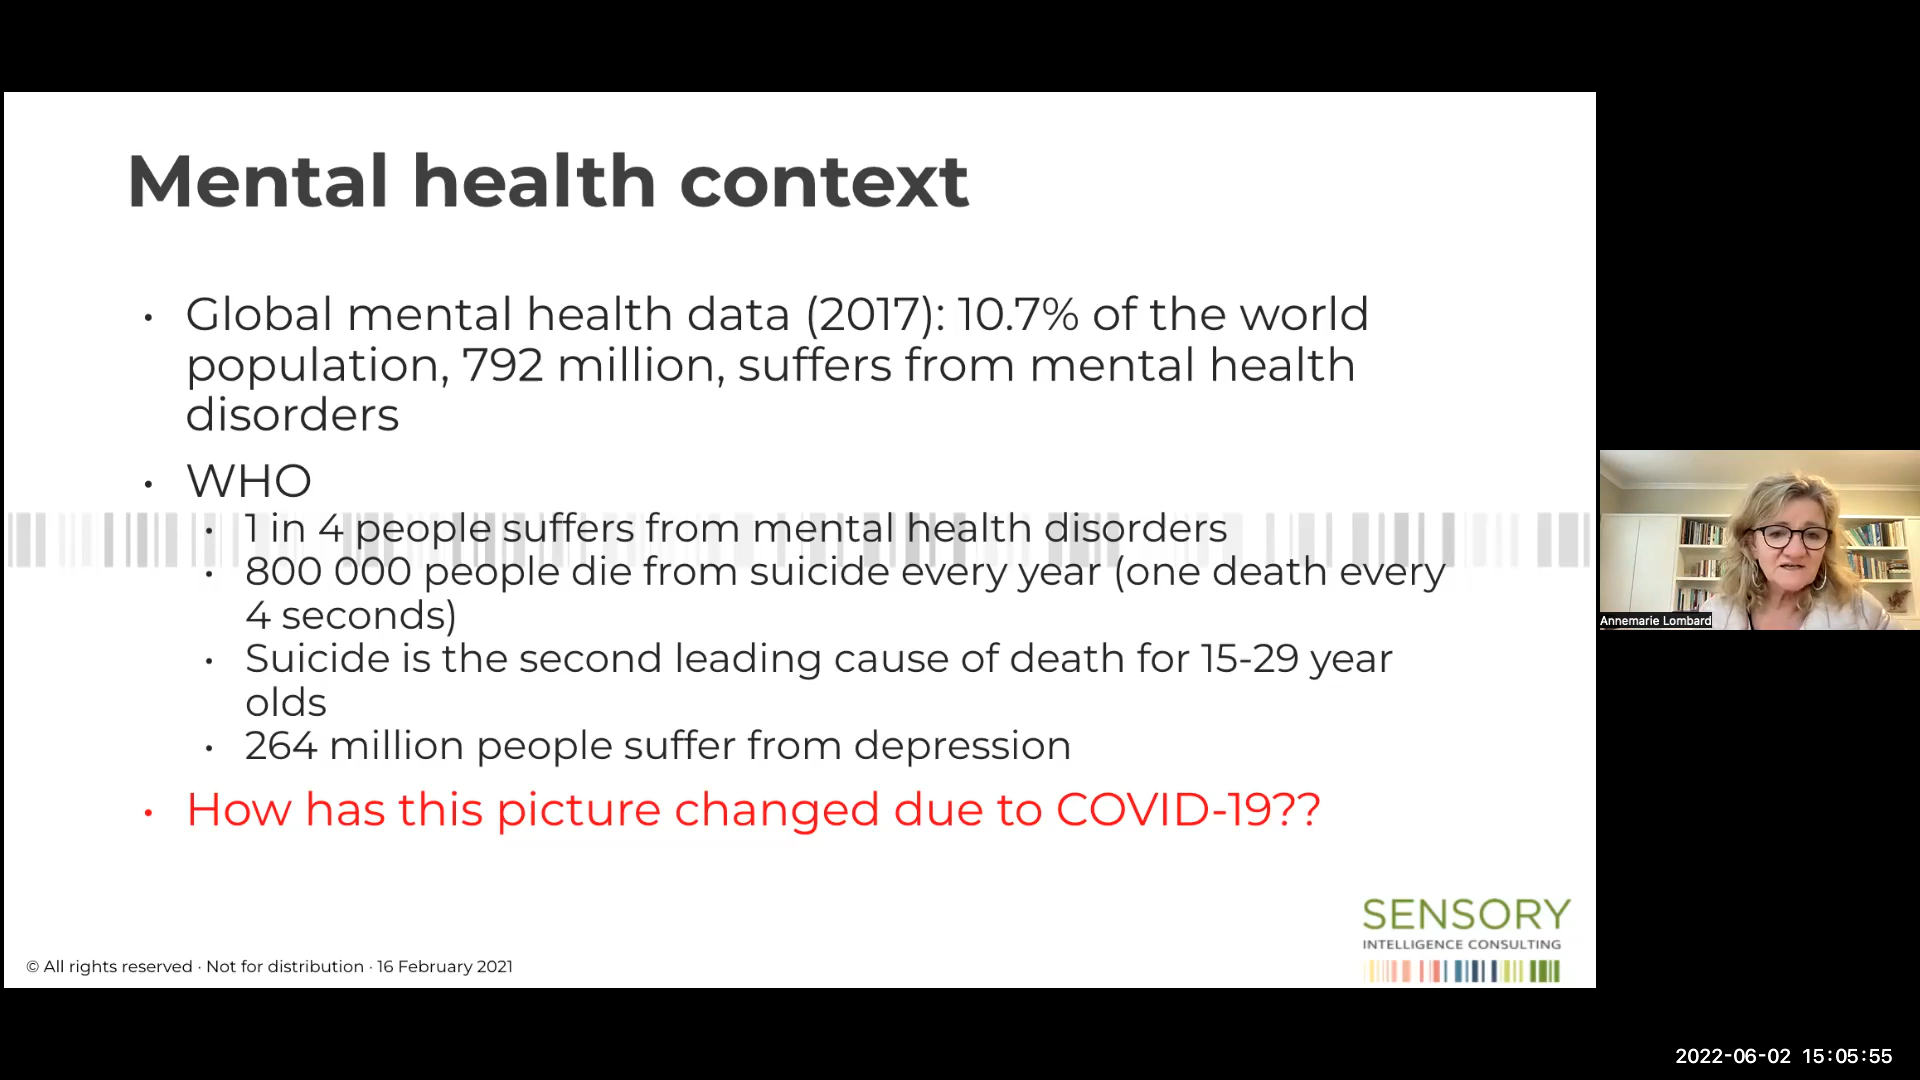 Mental health context
• Global mental health data (2017): 10.7% of the world
population, 792 million, suffers from mental health
disorders
• WHO
• 1 in 4 people suffers from mental health disorders
• 800 000 people die from suicide every year (one death every
4 seconds)
• Suicide is the second leading cause of death for 15-29 year
olds
• 264 million people suffer from depression
• How has this picture changed due to COVID-19??
Annemarie Lombard
SENSORY
INTELLIGENCE CONSULTING
© All rights reserved · Not for distribution · 16 February 2021
2022-06-02 15:05:55